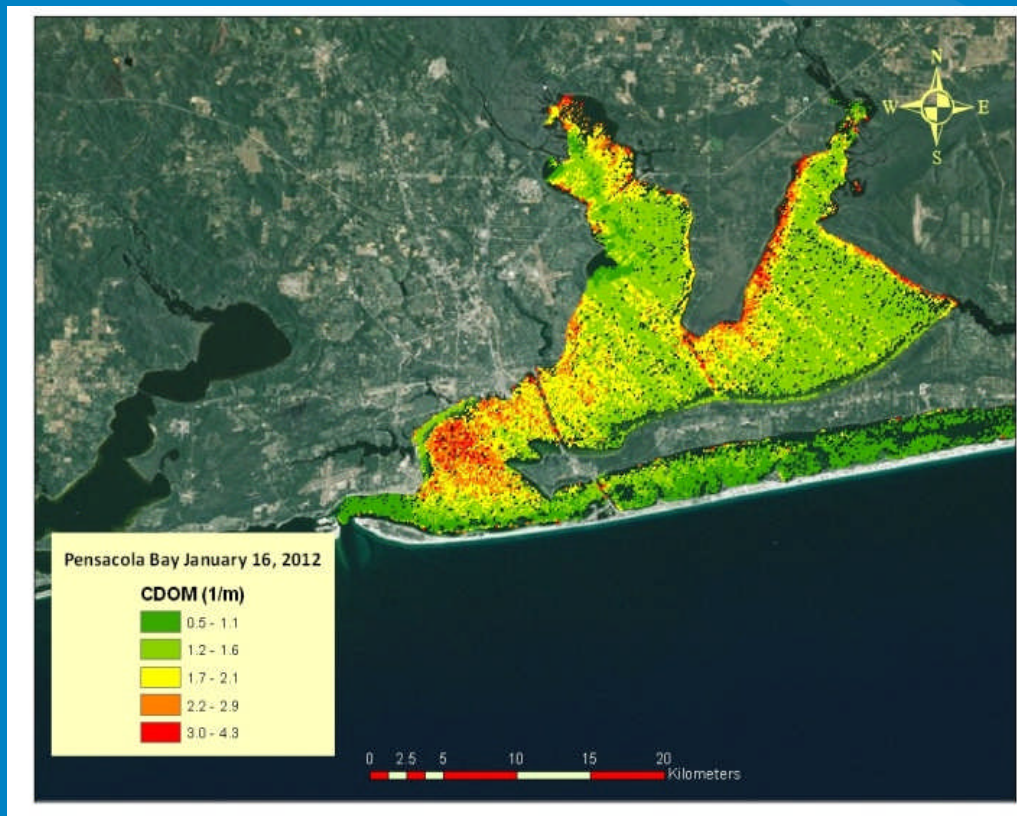 N
W E
S
Pensacola Bay January 16, 2012
CDOM (1/m)
0.5 - 1.1
1.2 - 1.6
1.7 - 2.1
2.2 - 2.9
3.0 - 4.3
0 2.5 5 10 15 20
Kilometers